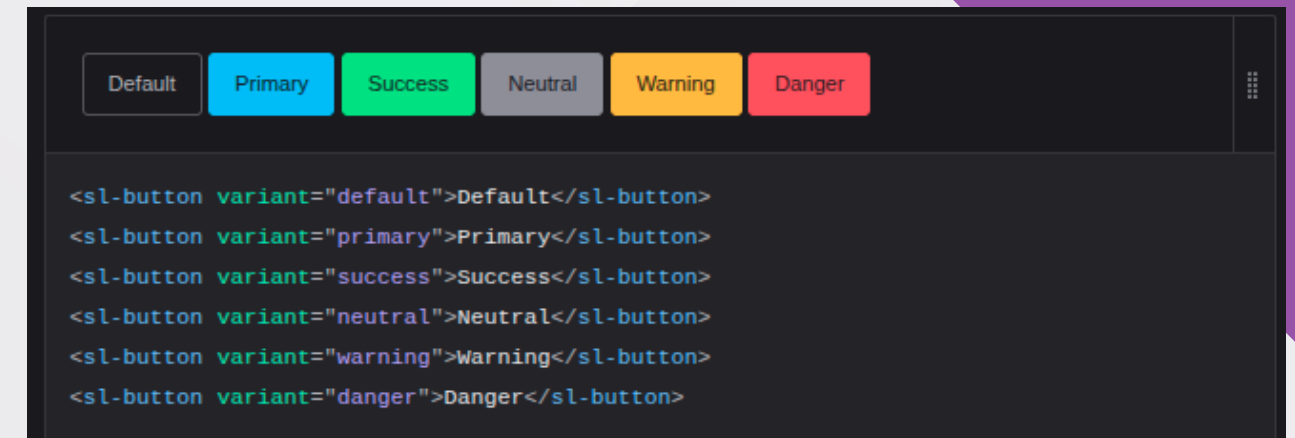 Default Primary Success Neutral Warning Danger
<sl-button variant="default">Default</sl-button>
<sl-button variant="primary">Primary</sl-button>
<sl-button variant="success">Success</sl-button>
<sl-button variant="neutral">Neutral</sl-button>
<sl-button variant="warning">Warning</sl-button>
<sl-button variant="danger">Danger</sl-button>